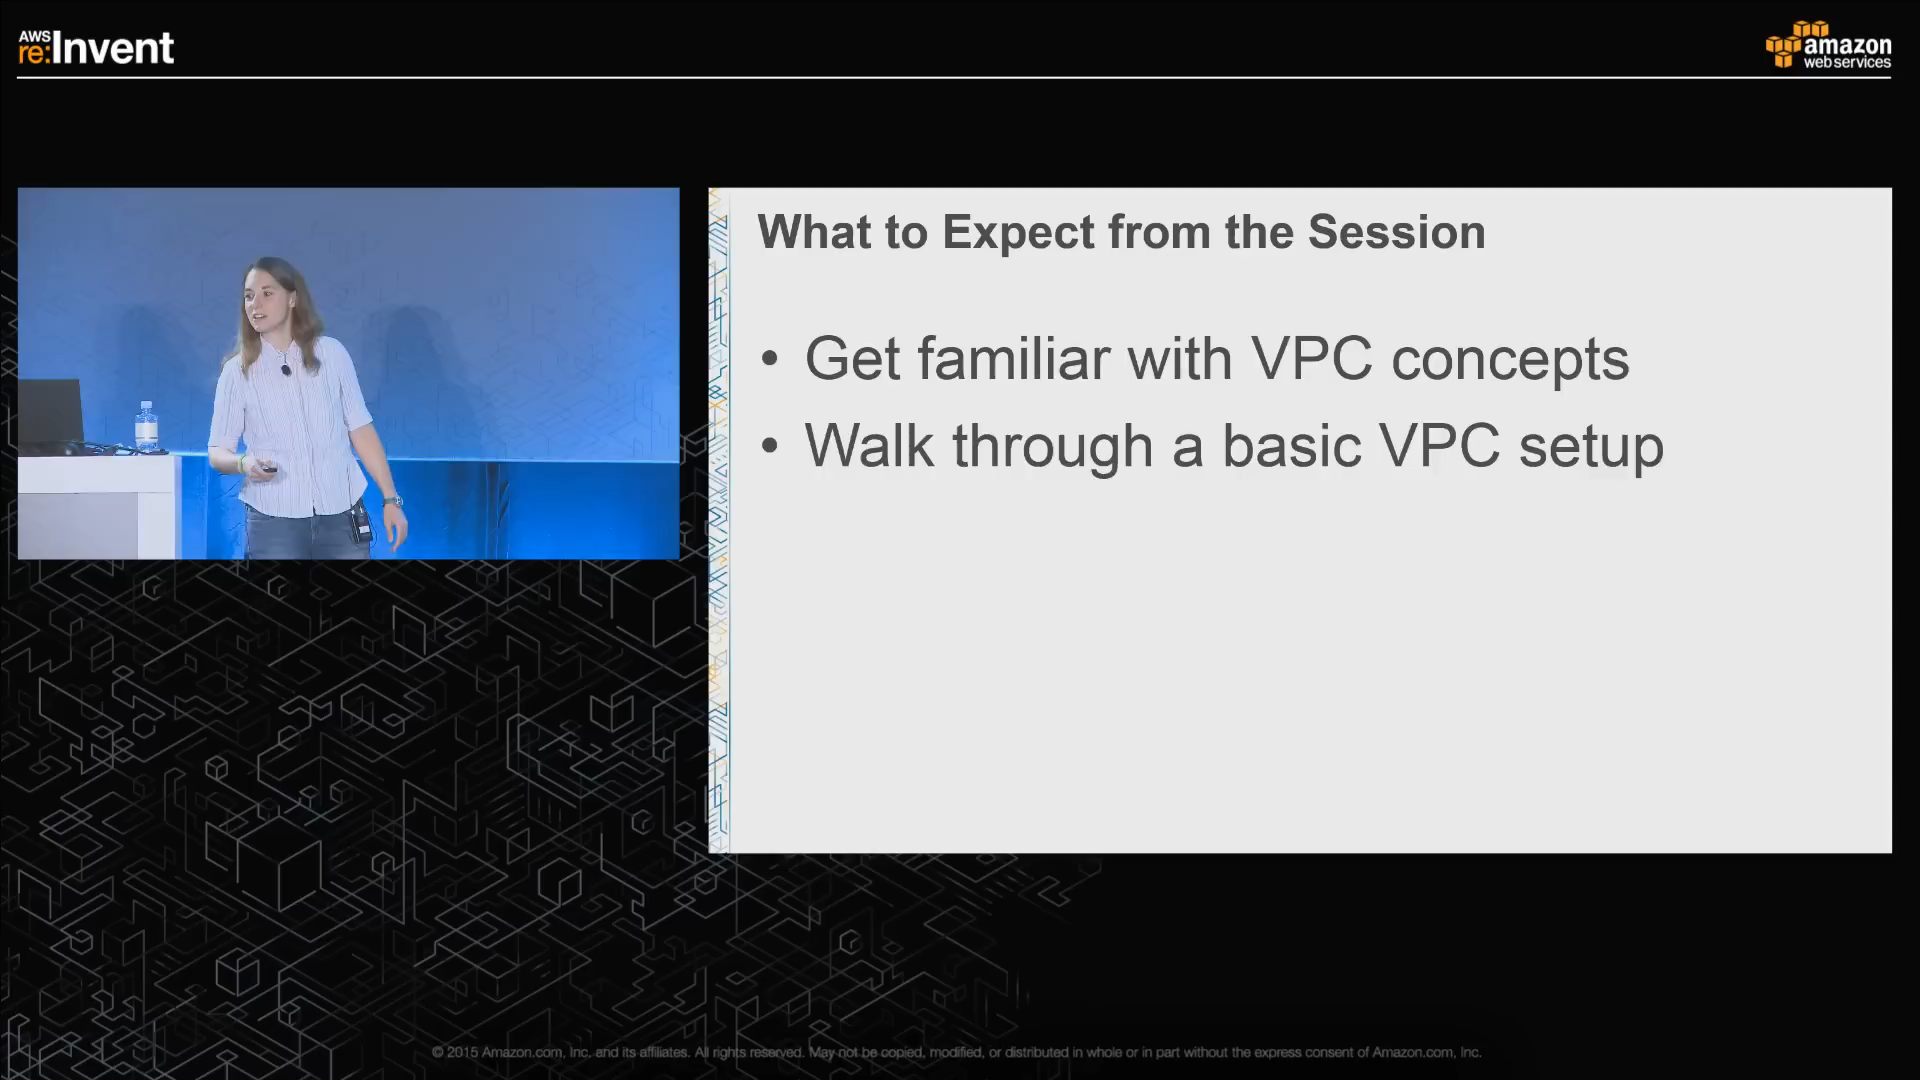 AWS
re:Invent
amazon
web services
What to Expect from the Session
• Get familiar with VPC concepts
• Walk through a basic VPC setup
© 2015 Amazon.com, Inc. and its affiliates. All rights reserved. May not be copied, modified, or distributed in whole or in part without the express consent of Amazon.com, Inc.